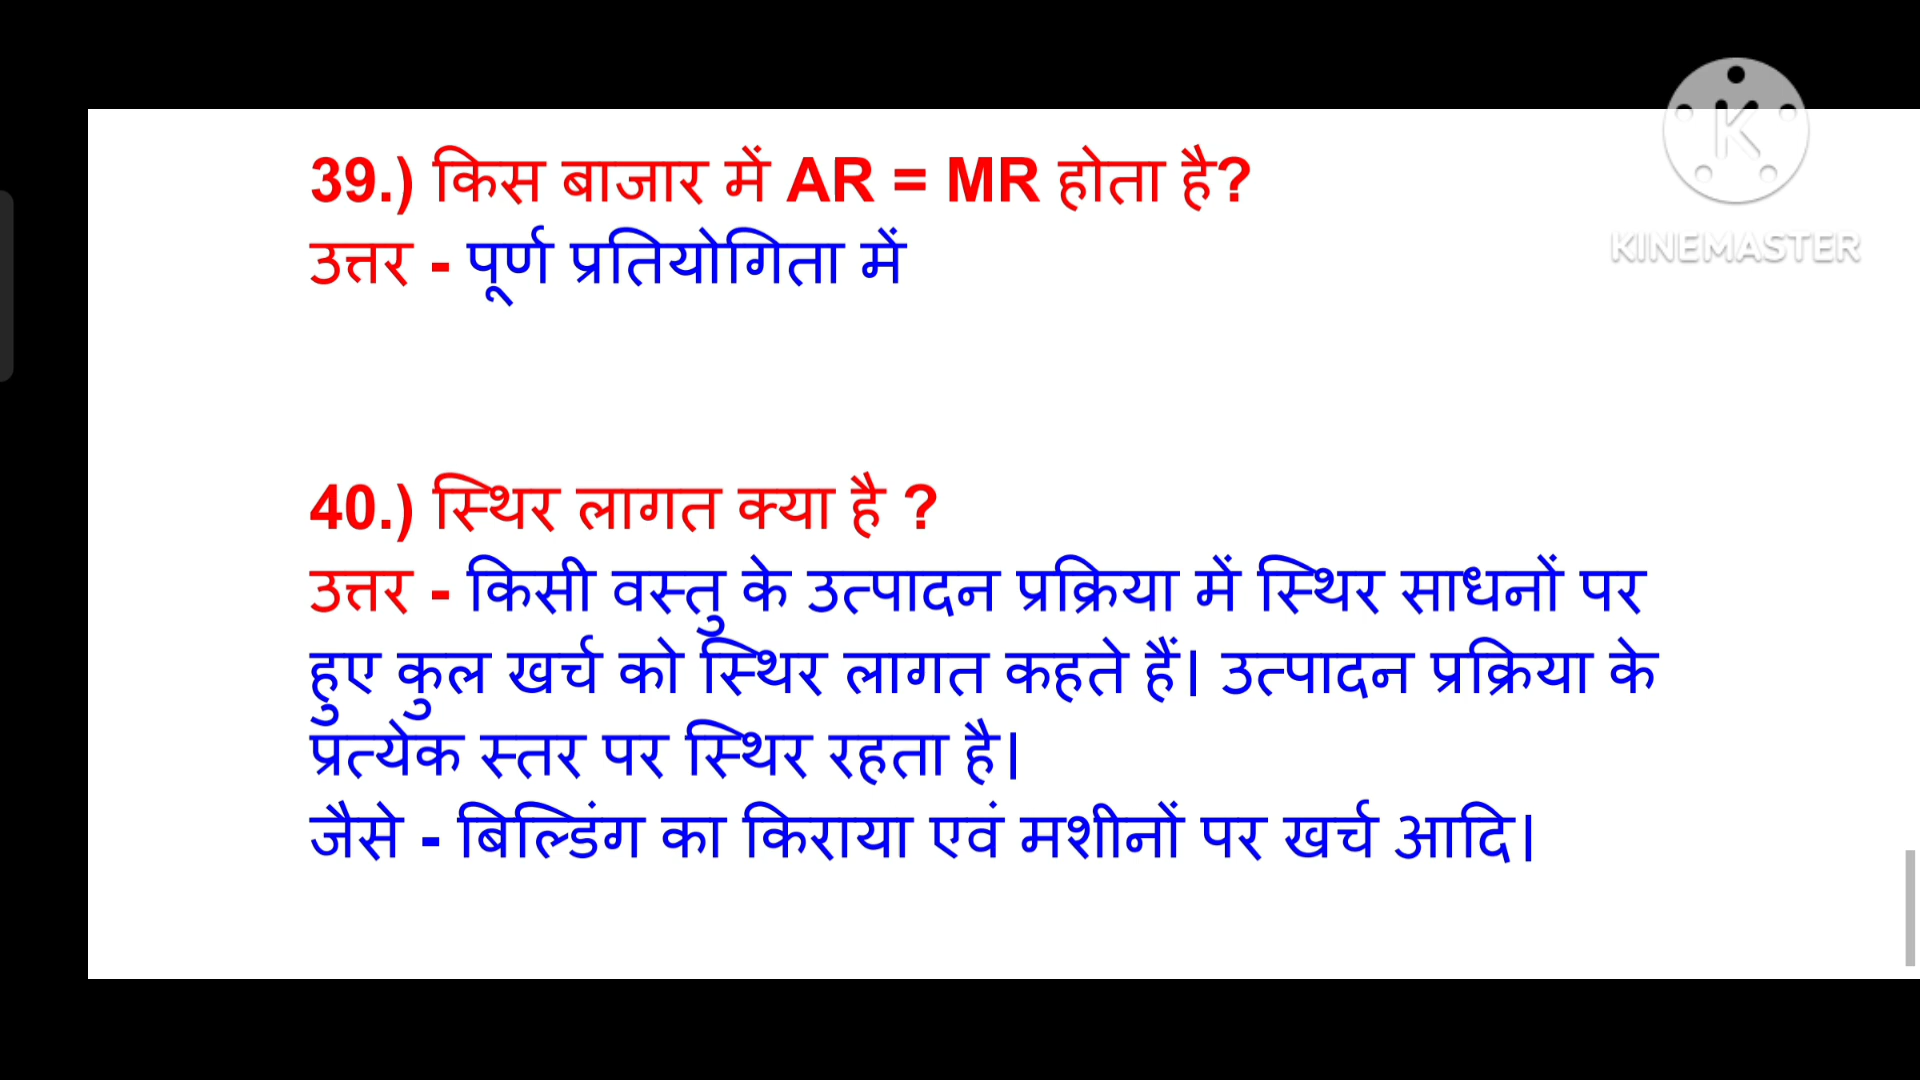 39.) किस बाजार में AR = MR होता है?
उत्तर - पूर्ण प्रतियोगिता में
40.) स्थिर लागत क्या है ?
उत्तर - किसी वस्तु के उत्पादन प्रक्रिया में स्थिर साधनों पर
हुए कुल खर्च को स्थिर लागत कहते हैं। उत्पादन प्रक्रिया के
प्रत्येक स्तर पर स्थिर रहता है।
जैसे - बिल्डिंग का किराया एवं मशीनों पर खर्च आदि।
K
KINEMASTER